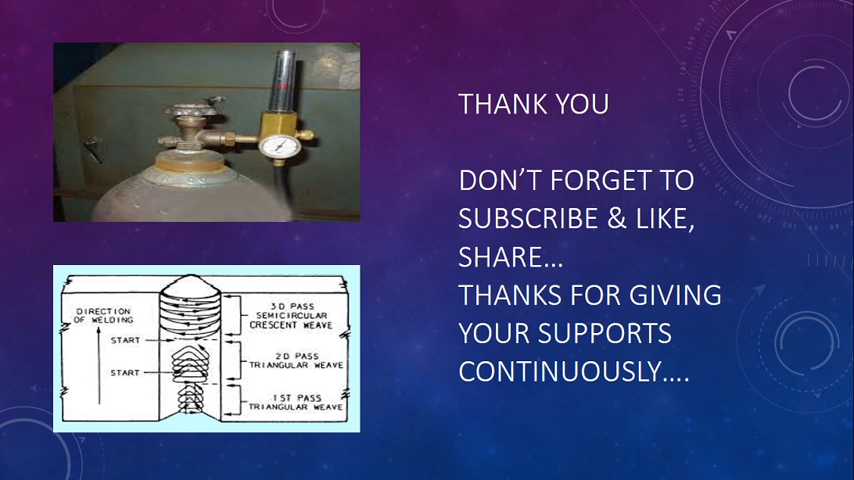 THANK YOU
DON'T FORGET TO
SUBSCRIBE & LIKE,
SHARE...
THANKS FOR GIVING
YOUR SUPPORTS
CONTINUOUSLY....
DIRECTION
OF WELDING
START
START
3D PASS
SEMICIRCULAR
CRESCENT WEAVE
2D PASS
TRIANGULAR WEAVE
1ST PASS
TRIANGULAR WEAVE